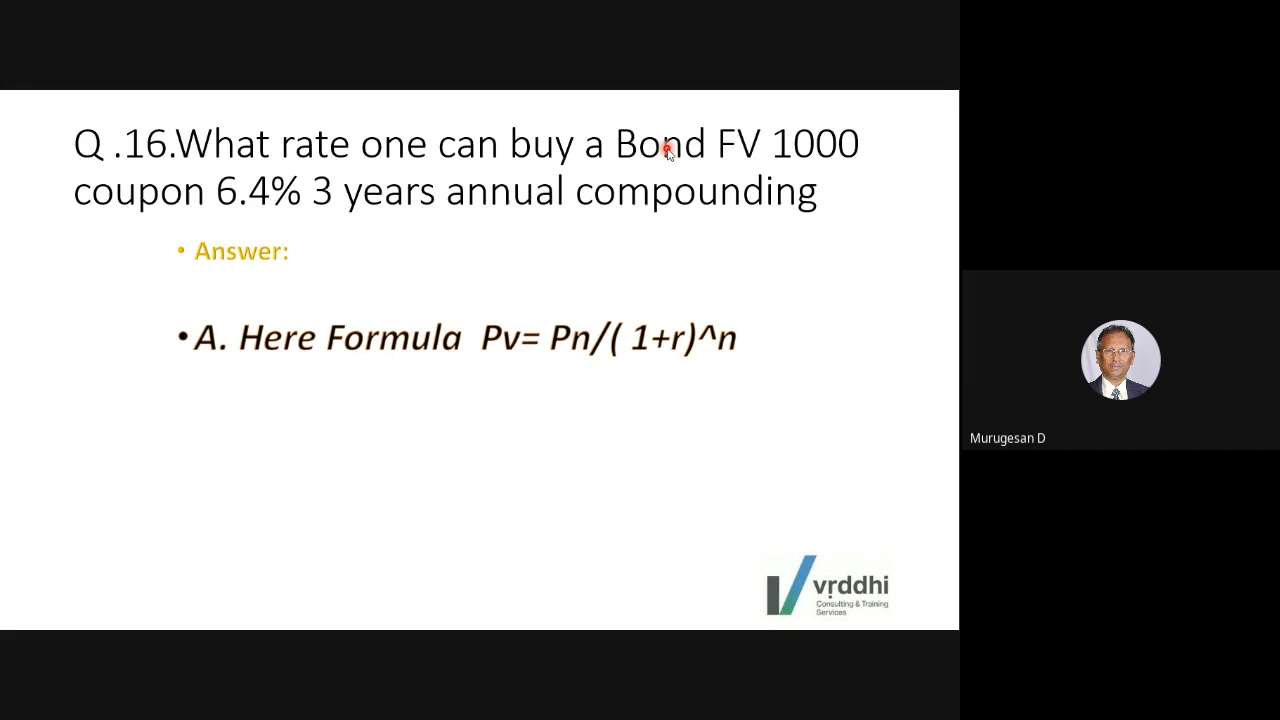 Q .16.What rate one can buy a Bond FV 1000
coupon 6.4% 3 years annual compounding
• Answer:
• A. Here Formula Pv= Pn/( 1+r)^n
vṛddhi
Consulting & Training
Services
Murugesan D